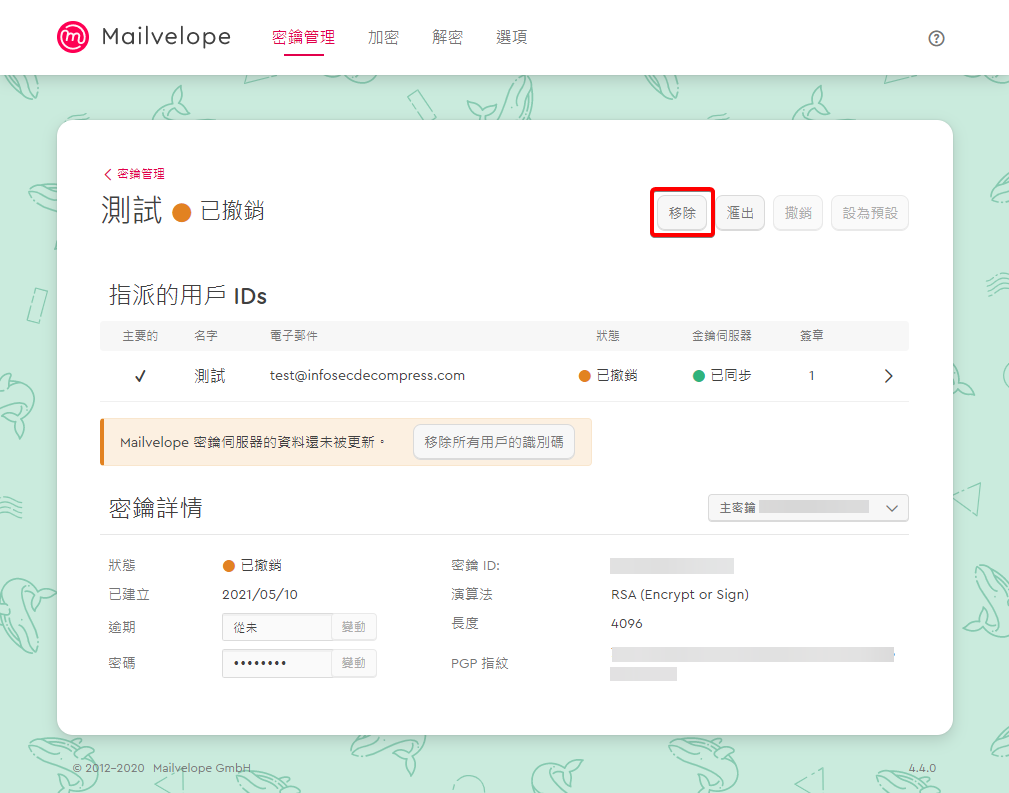 Mailvelope 密鑰管理 加密 解密 選項
密鑰管理
測試 已撤銷 移除 滙出 撤銷 設為預設
指派的用戶 IDs
主要的 名字 電子郵件 狀態 金鑰伺服器 簽章
測試 test@infosecdecompress.com 已撤銷 已同步 1
Mailvelope 密鑰伺服器的資料還未被更新。 移除所有用戶的識別碼
密鑰詳情 主密鑰
狀態 已撤銷 密鑰 ID:
已建立 2021/05/10 演算法 RSA (Encrypt or Sign)
逾期 從未 變動 長度 4096
密碼 •••••••• 變動 PGP 指紋
© 2012-2020 Mailvelope GmbH 4.4.0